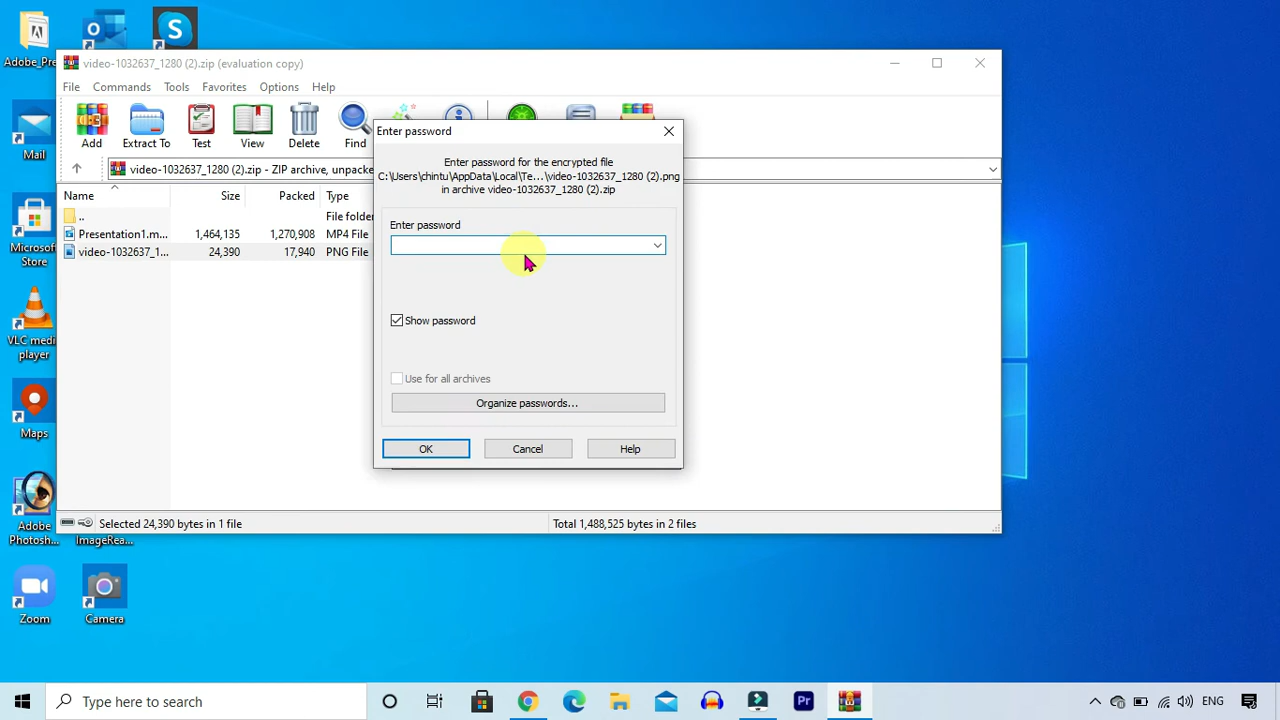 Adobe_Pre
video-1032637_1280 (2).zip (evaluation copy)
File Commands Tools Favorites Options Help
Add Extract To Test View Delete Find
video-1032637_1280 (2).zip - ZIP archive, unpacke
Name Size Packed Type
.. File folder
Presentation1.m... 1,464,135 1,270,908 MP4 File
video-1032637_1... 24,390 17,940 PNG File
Enter password
Enter password for the encrypted file
C:\Users\chintu\AppData\Local\Te...\video-1032637_1280 (2).png
in archive video-1032637_1280 (2).zip
Enter password
Show password
Use for all archives
Organize passwords...
OK Cancel Help
Selected 24,390 bytes in 1 file
Total 1,488,525 bytes in 2 files
Mail
Microsoft
Store
VLC medi
player
Maps
Adobe
Photosh...
ImageRea...
Zoom
Camera
Type here to search
Pr
ENG